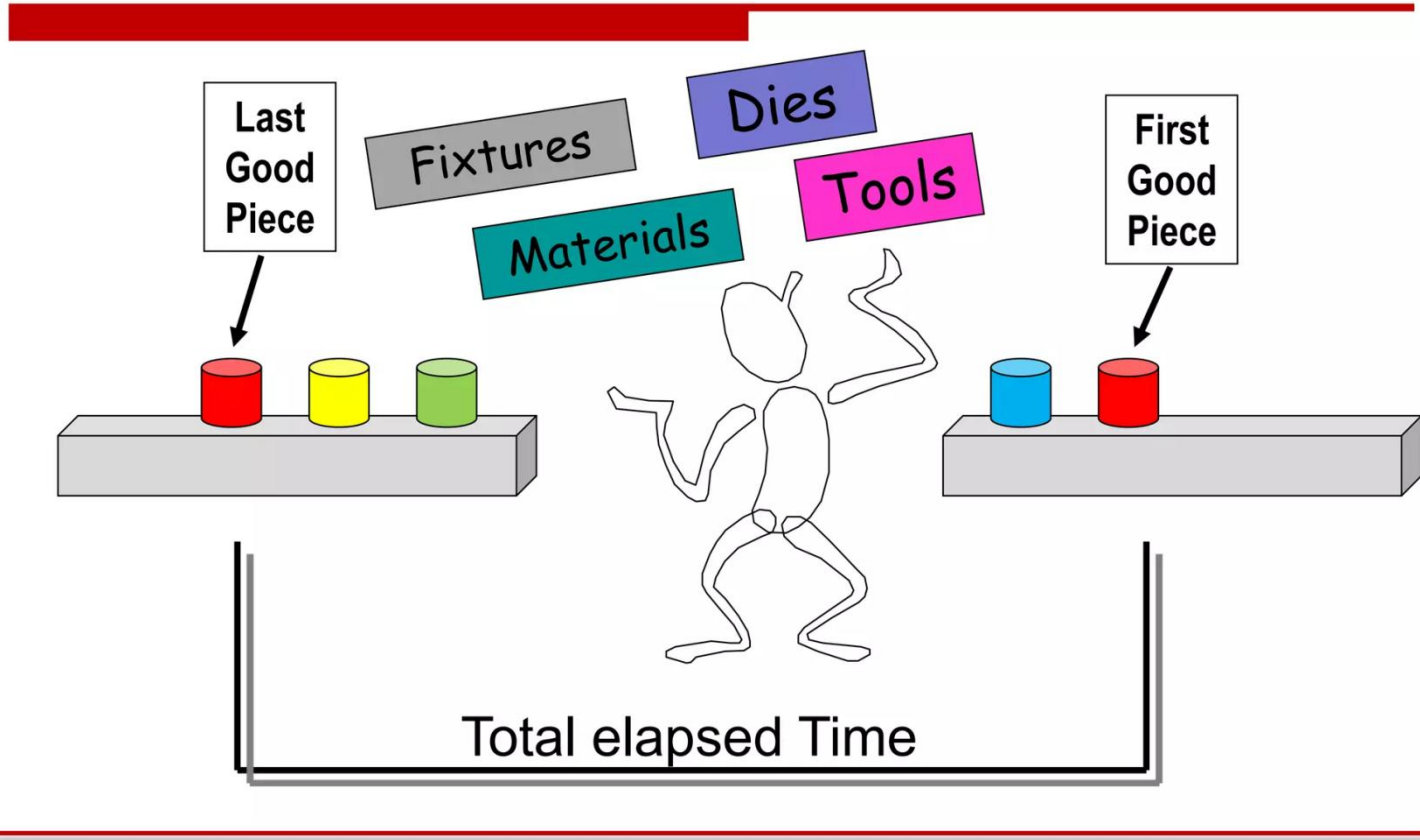 Last
Good
Piece
Fixtures
Dies
Materials
Tools
First
Good
Piece
Total elapsed Time